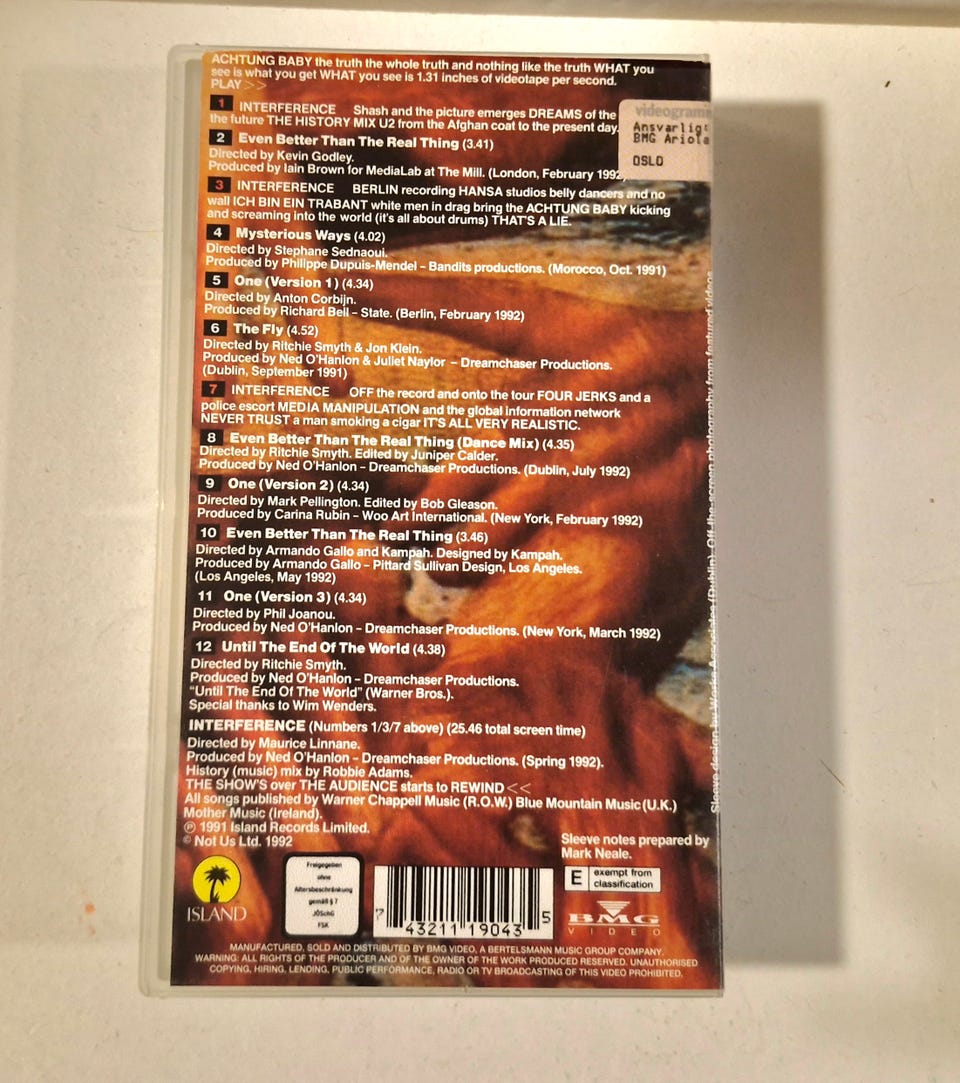 ACHTUNG BABY the truth the whole truth and nothing like the truth WHAT you
see is what you get WHAT you see is 1.31 inches of videotape per second.
PLAY >>
1 INTERFERENCE Shash and the picture emerges DREAMS of the
the future THE HISTORY MIX U2 from the Afghan coat to the present day.
videogram
Ansvarlig:
BMG Ariola
OSLO
2 Even Better Than The Real Thing (3.41)
Directed by Kevin Godley.
Produced by Iain Brown for MediaLab at The Mill. (London, February 1992)
3 INTERFERENCE BERLIN recording HANSA studios belly dancers and no
wall ICH BIN EIN TRABANT white men in drag bring the ACHTUNG BABY kicking
and screaming into the world (it's all about drums) THAT'S A LIE.
4 Mysterious Ways (4.02)
Directed by Stephane Sednaoui.
Produced by Philippe Dupuis-Mendel – Bandits productions. (Morocco, Oct. 1991)
5 One (Version 1) (4.34)
Directed by Anton Corbijn.
Produced by Richard Bell – State. (Berlin, February 1992)
6 The Fly (4.52)
Directed by Ritchie Smyth & Jon Klein.
Produced by Ned O'Hanlon & Juliet Naylor – Dreamchaser Productions.
(Dublin, September 1991)
7 INTERFERENCE OFF the record and onto the tour FOUR JERKS and a
police escort MEDIA MANIPULATION and the global information network
NEVER TRUST a man smoking a cigar IT'S ALL VERY REALISTIC.
8 Even Better Than The Real Thing (Dance Mix) (4.35)
Directed by Ritchie Smyth. Edited by Juniper Calder.
Produced by Ned O'Hanlon – Dreamchaser Productions. (Dublin, July 1992)
9 One (Version 2) (4.34)
Directed by Mark Pellington. Edited by Bob Gleason.
Produced by Carina Rubin – Woo Art International. (New York, February 1992)
10 Even Better Than The Real Thing (3.46)
Directed by Armando Gallo and Kampah. Designed by Kampah.
Produced by Armando Gallo – Pittard Sullivan Design, Los Angeles.
(Los Angeles, May 1992)
11 One (Version 3) (4.34)
Directed by Phil Joanou.
Produced by Ned O'Hanlon – Dreamchaser Productions. (New York, March 1992)
12 Until The End Of The World (4.38)
Directed by Ritchie Smyth.
Produced by Ned O'Hanlon – Dreamchaser Productions.
"Until The End Of The World" (Warner Bros.).
Special thanks to Wim Wenders.
INTERFERENCE (Numbers 1/3/7 above) (25.46 total screen time)
Directed by Maurice Linnane.
Produced by Ned O'Hanlon – Dreamchaser Productions. (Spring 1992).
History (music) mix by Robbie Adams.
THE SHOW'S over THE AUDIENCE starts to REWIND <<
All songs published by Warner Chappell Music (R.O.W.) Blue Mountain Music (U.K.)
Mother Music (Ireland).
℗ 1991 Island Records Limited.
© Not Us Ltd. 1992
Sleeve notes prepared by
Mark Neale.
Sleeve design by Works Associates (Dublin). Off-the-screen photography from featured videos
ISLAND
Freigegeben
ohne
Altersbeschränkung
gemäß § 7
JÖSchG
FSK
7 43211 19043 5
E exempt from
classification
BMG
VIDEO
MANUFACTURED, SOLD AND DISTRIBUTED BY BMG VIDEO, A BERTELSMANN MUSIC GROUP COMPANY.
WARNING: ALL RIGHTS OF THE PRODUCER AND OF THE OWNER OF THE WORK PRODUCED RESERVED. UNAUTHORISED
COPYING, HIRING, LENDING, PUBLIC PERFORMANCE, RADIO OR TV BROADCASTING OF THIS VIDEO PROHIBITED.